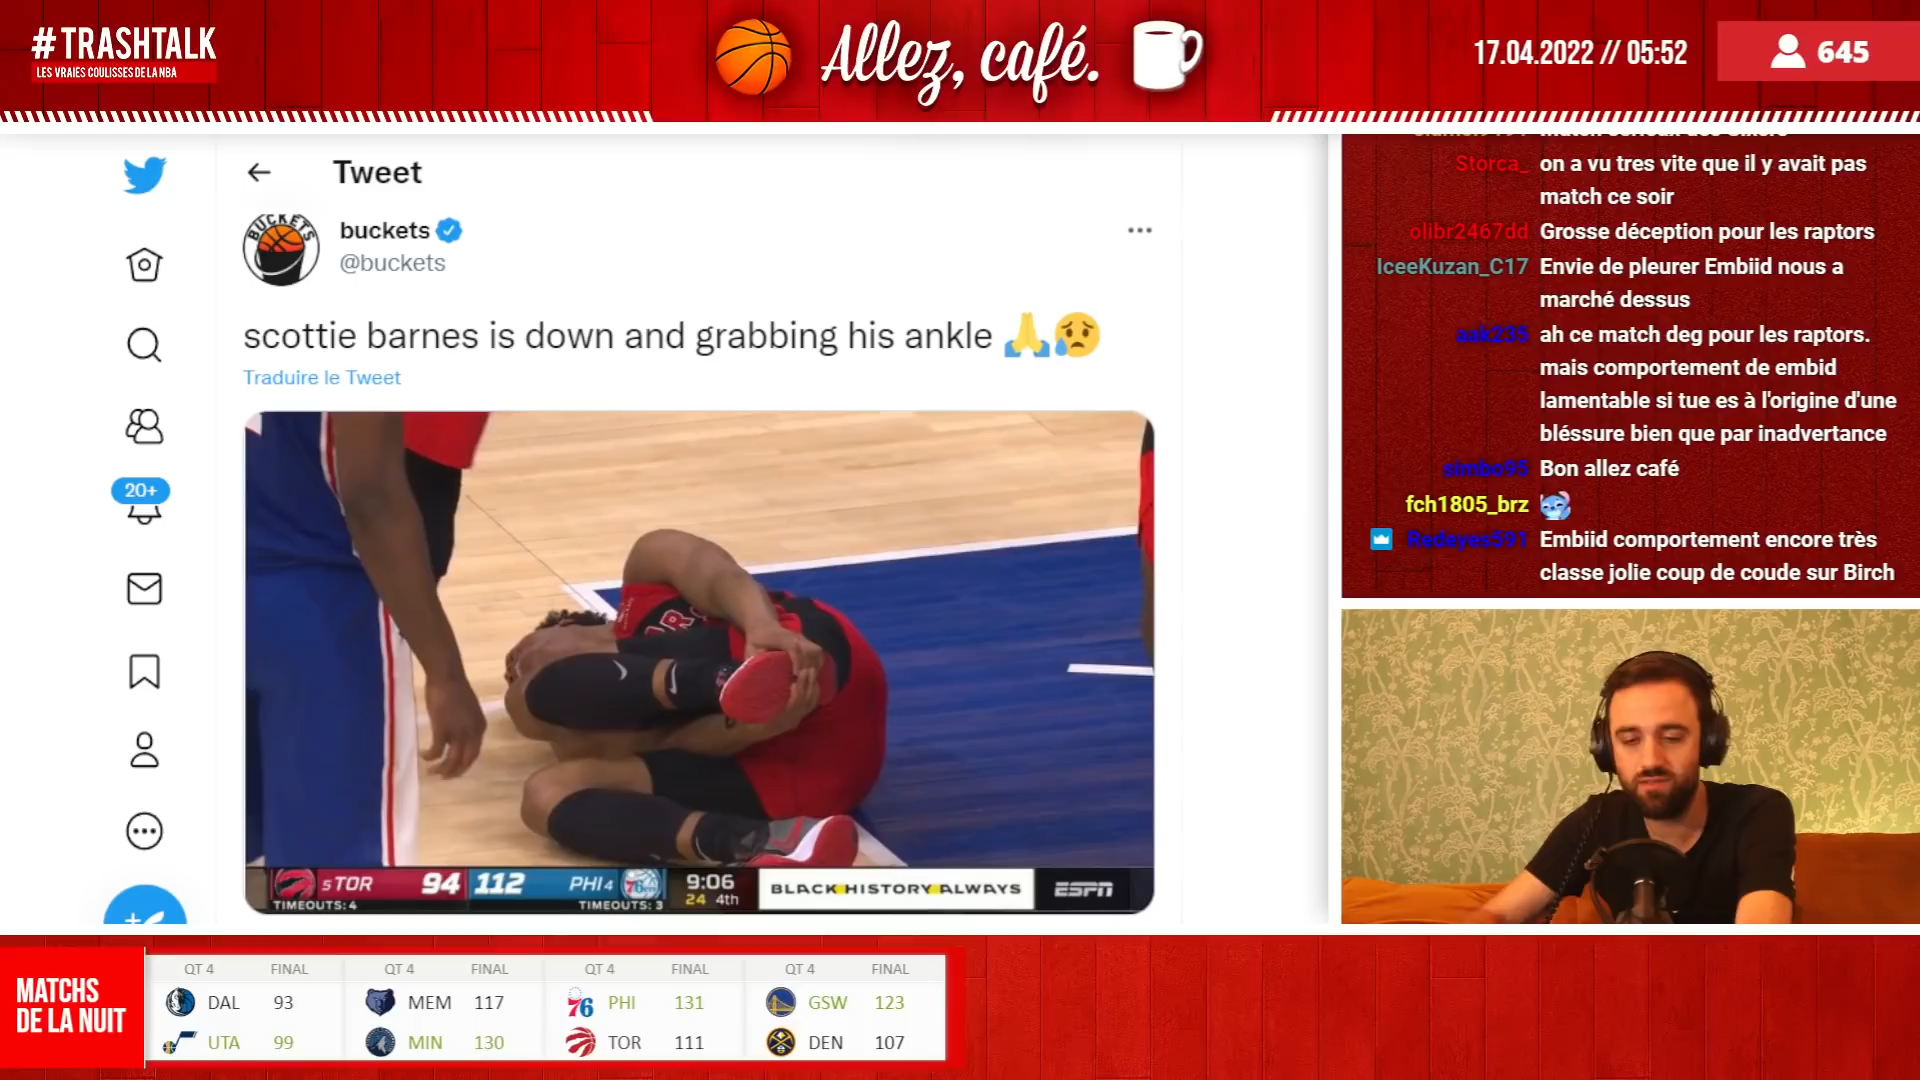 #TRASHTALK
LES VRAIES COULISSES DE LA NBA
Allez, café.
17.04.2022 // 05:52
645
Tweet
BUCKETS
buckets
@buckets
scottie barnes is down and grabbing his ankle 🙏😥
Traduire le Tweet
20+
5 TOR 94 112 PHI 4 76 9:06
24 4th
TIMEOUTS: 4 TIMEOUTS: 3
BLACK HISTORY ALWAYS
ESPN
Storca_ on a vu tres vite que il y avait pas
match ce soir
olibr2467dd Grosse déception pour les raptors
IceeKuzan_C17 Envie de pleurer Embiid nous a
marché dessus
aak235 ah ce match deg pour les raptors.
mais comportement de embid
lamentable si tue es à l'origine d'une
bléssure bien que par inadvertance
simbo95 Bon allez café
fch1805_brz
Redeyes591 Embiid comportement encore très
classe jolie coup de coude sur Birch
MATCHS
DE LA NUIT
QT 4 FINAL
DAL 93
UTA 99
QT 4 FINAL
MEM 117
MIN 130
QT 4 FINAL
76 PHI 131
TOR 111
QT 4 FINAL
GSW 123
DEN 107